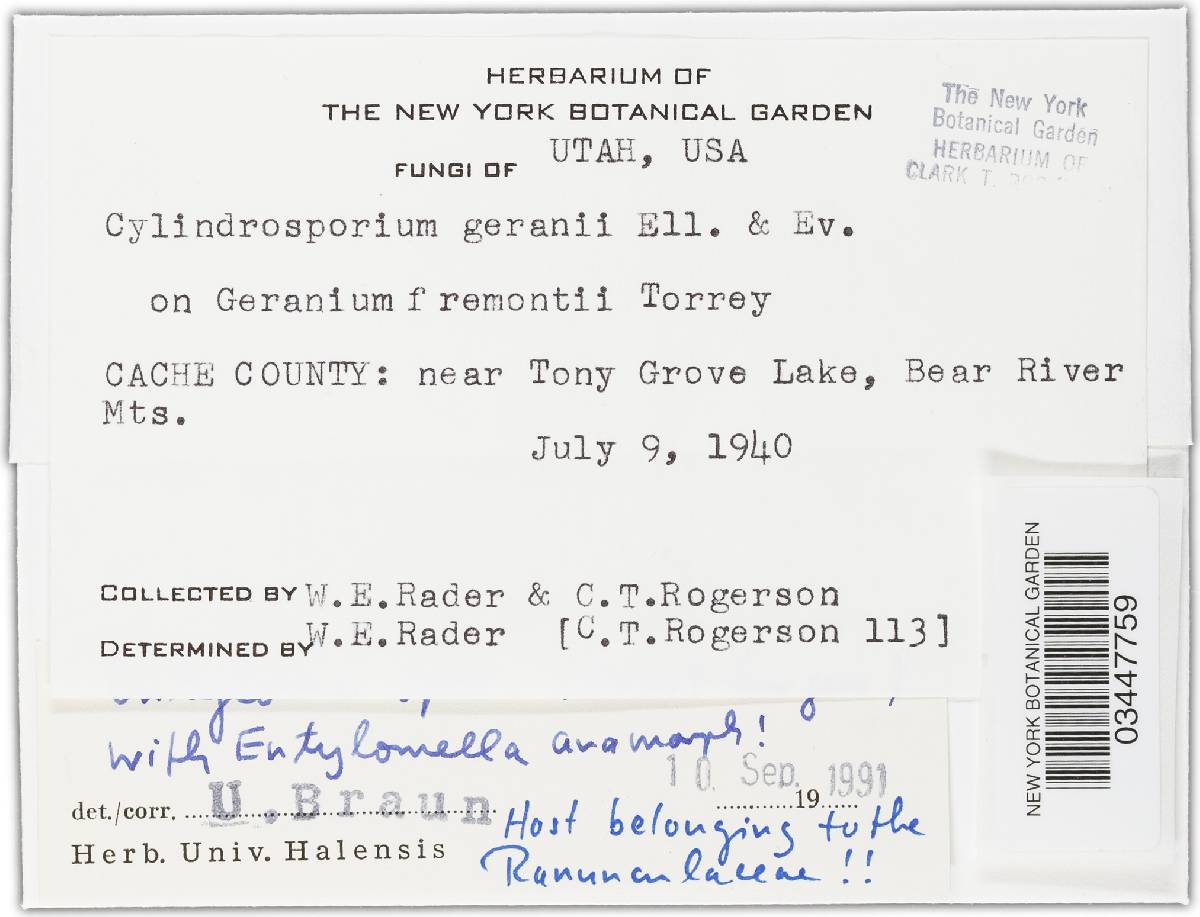 HERBARIUM OF
THE NEW YORK BOTANICAL GARDEN
FUNGI OF UTAH, USA
The New York
Botanical Garden
HERBARIUM OF
CLARK T.
Cylindrosporium geranii Ell. & Ev.
on Geranium fremontii Torrey
CACHE COUNTY: near Tony Grove Lake, Bear River
Mts.
July 9, 1940
COLLECTED BY W.E.Rader & C.T.Rogerson
DETERMINED BY W.E.Rader [C.T.Rogerson 113]
NEW YORK BOTANICAL GARDEN
03447759
with Entylomella anamorph!
10. Sep. 1991
det./corr. U.Braun 19
Herb. Univ. Halensis
Host belonging to the
Ranunculaceae !!